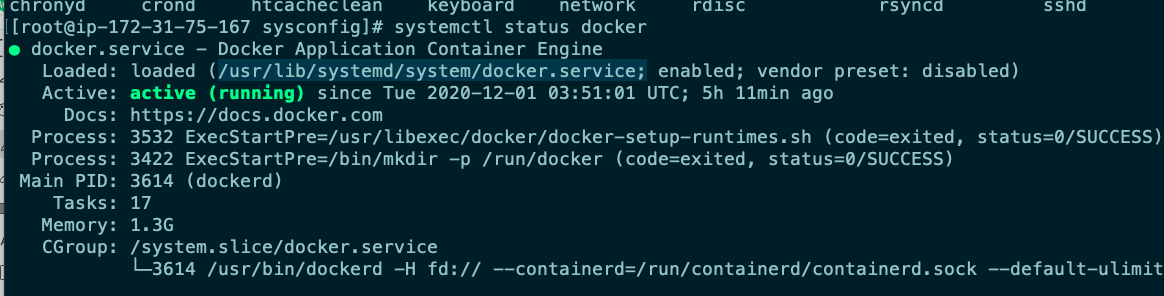 chronyd crond htcacheclean keyboard network rdisc rsyncd sshd
[[root@ip-172-31-75-167 sysconfig]# systemctl status docker
● docker.service - Docker Application Container Engine
Loaded: loaded (/usr/lib/systemd/system/docker.service; enabled; vendor preset: disabled)
Active: active (running) since Tue 2020-12-01 03:51:01 UTC; 5h 11min ago
Docs: https://docs.docker.com
Process: 3532 ExecStartPre=/usr/libexec/docker/docker-setup-runtimes.sh (code=exited, status=0/SUCCESS)
Process: 3422 ExecStartPre=/bin/mkdir -p /run/docker (code=exited, status=0/SUCCESS)
Main PID: 3614 (dockerd)
Tasks: 17
Memory: 1.3G
CGroup: /system.slice/docker.service
└─3614 /usr/bin/dockerd -H fd:// --containerd=/run/containerd/containerd.sock --default-ulimit